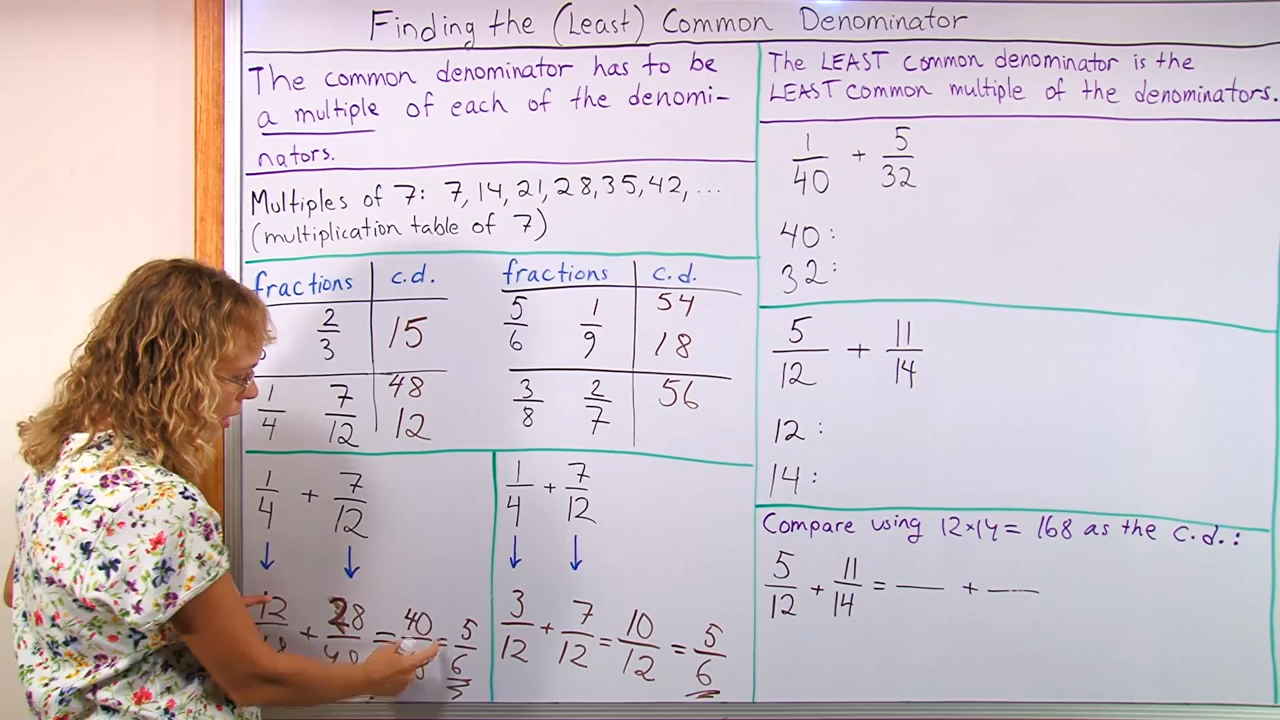 Finding the (Least) Common Denominator
The common denominator has to be
a multiple of each of the denomi-
nators.
Multiples of 7: 7, 14, 21, 28, 35, 42, ...
(multiplication table of 7)
fractions c.d. fractions c.d.
2/3 15 5/6 1/9 54 18
1/4 7/12 48 12 3/8 2/7 56
1/4 + 7/12
28/48 = 40/ = 5/6
1/4 + 7/12
3/12 + 7/12 = 10/12 = 5/6
The LEAST common denominator is the
LEAST common multiple of the denominators.
1/40 + 5/32
40:
32:
5/12 + 11/14
12:
14:
Compare using 12×14 = 168 as the c.d.:
5/12 + 11/14 = — + —